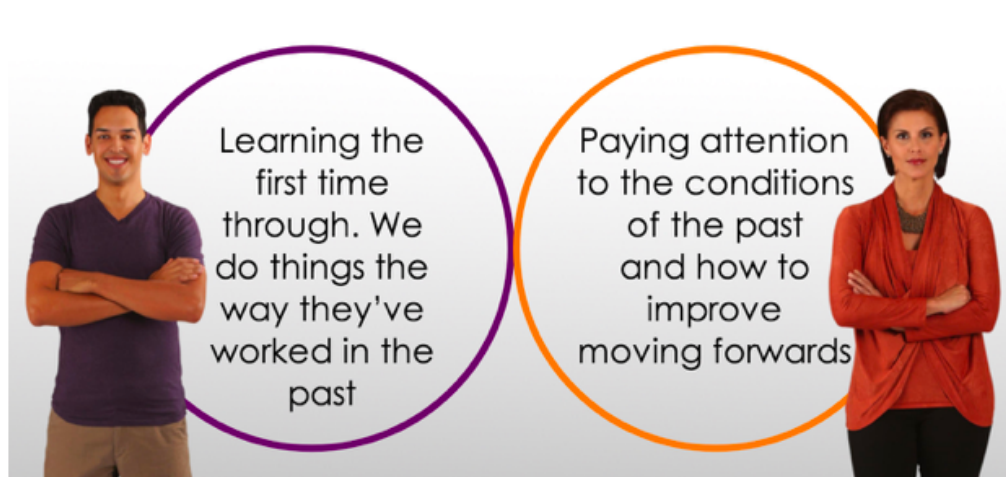 Learning the
first time
through. We
do things the
way they've
worked in the
past
Paying attention
to the conditions
of the past
and how to
improve
moving forwards